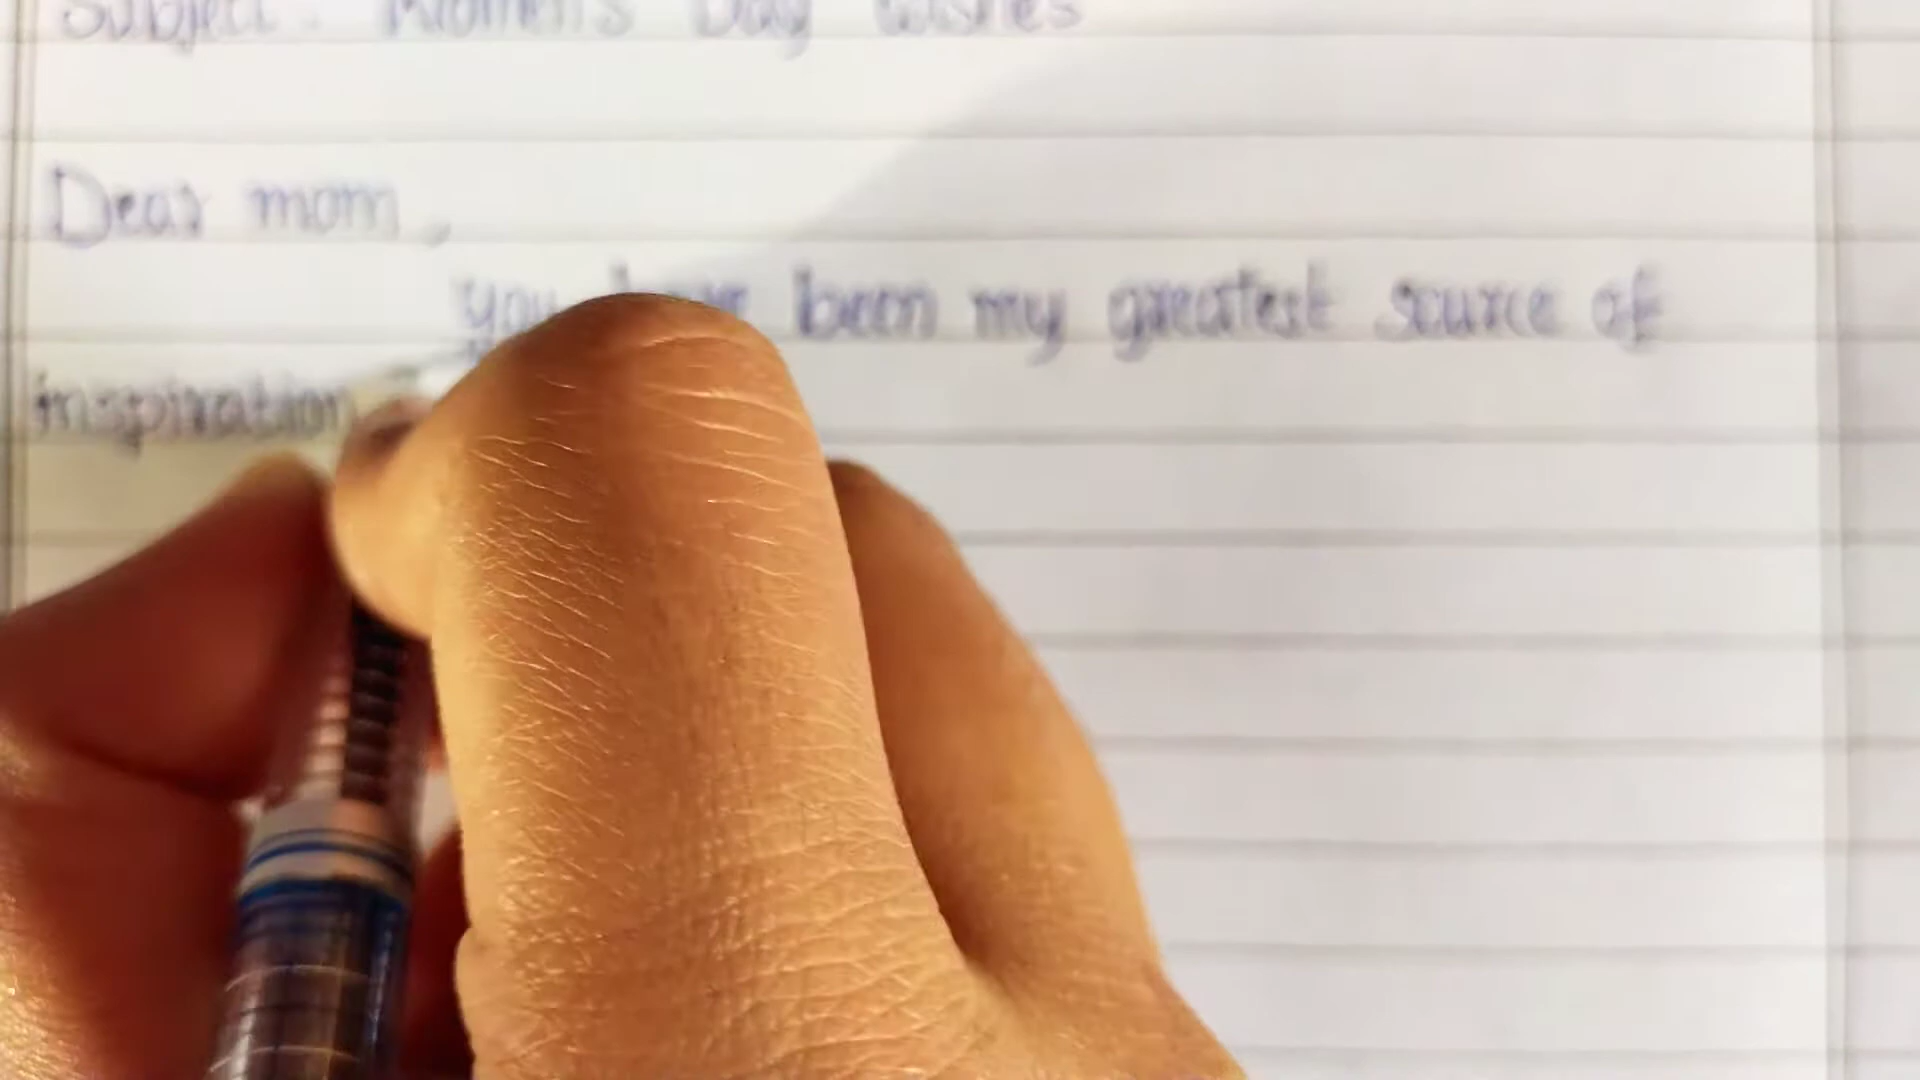 Subject : Women's Day wishes
Dear mom,
you been my greatest source of
inspiration